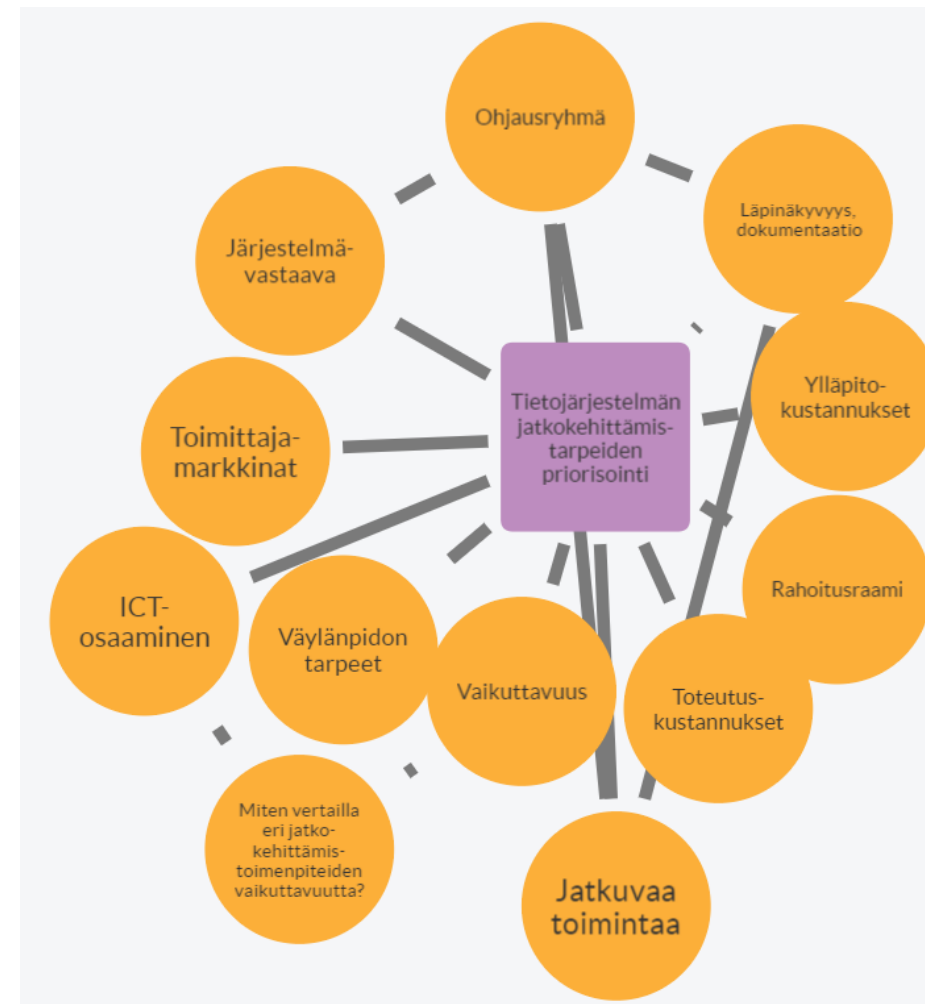 Ohjausryhmä
Läpinäkyvyys,
dokumentaatio
Järjestelmä-
vastaava
Tietojärjestelmän
jatkokehittämis-
tarpeiden
priorisointi
Ylläpito-
kustannukset
Toimittaja-
markkinat
Rahoitusraami
ICT-
osaaminen
Väylänpidon
tarpeet
Vaikuttavuus
Toteutus-
kustannukset
Miten vertailla
eri jatko-
kehittämis-
toimenpiteiden
vaikuttavuutta?
Jatkuvaa
toimintaa